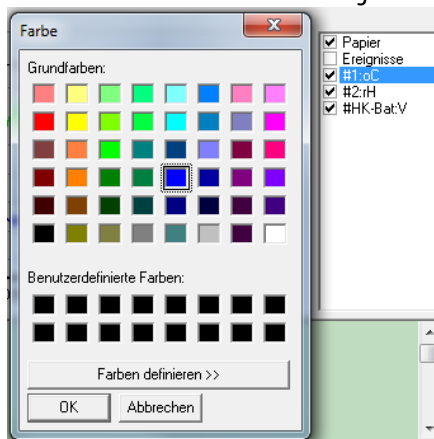 Farbe
Grundfarben:
Benutzerdefinierte Farben:
Farben definieren >>
OK
Abbrechen
Papier
Ereignisse
#1:oC
#2:rH
#HK-Bat:V